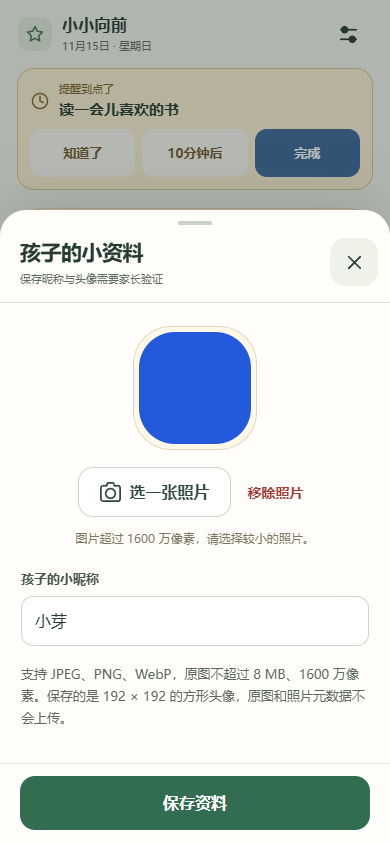 小小向前
11月15日 · 星期日
提醒到点了
读一会儿喜欢的书
知道了
10分钟后
完成
孩子的小资料
保存昵称与头像需要家长验证
选一张照片
移除照片
图片超过 1600 万像素，请选择较小的照片。
孩子的小昵称
小芽
支持 JPEG、PNG、WebP，原图不超过 8 MB、1600 万像
素。保存的是 192 × 192 的方形头像，原图和照片元数据不
会上传。
保存资料